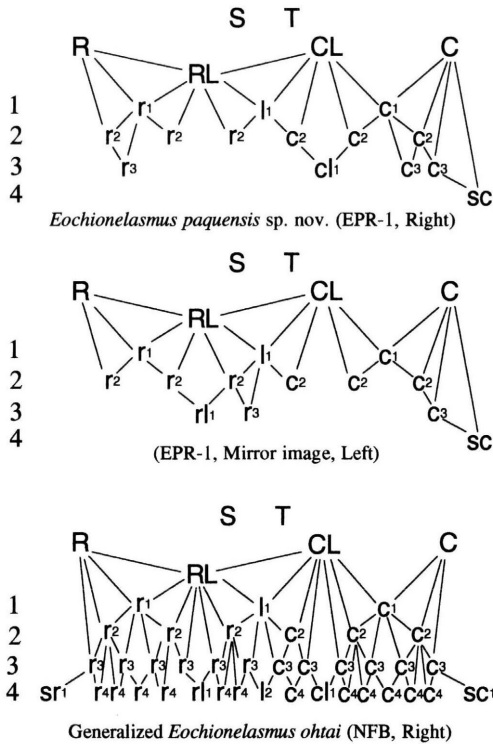 S T
R CL C
RL
1 r1 l1 c1
2 r2 r2 r2 C2 C2 C2
3 r3 cl1 C3 C3
4 SC
Eochionelasmus paquensis sp. nov. (EPR-1, Right)
S T
R CL C
RL
1 r1 l1 c1
2 r2 r2 r2 C2 C2 C2
3 rl1 r3 C3
4 SC
(EPR-1, Mirror image, Left)
S T
R CL C
RL
1 r1 l1 c1
2 r2 r2 r2 C2 C2 C2
3 r3 r3 r3 r3 r3 r3 C3 C3 C3 C3 C3 C3 C3
4 sr1 r4 r4 r4 r4 rl1 r4 r4 l2 C4 cl1 C4 C4 C4 C4 C4 C4 SC1
Generalized Eochionelasmus ohtai (NFB, Right)